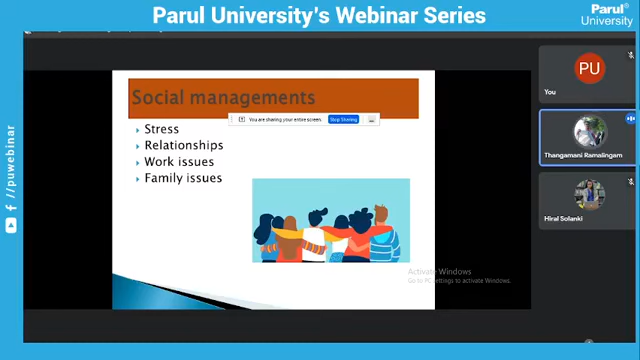 Parul University's Webinar Series
Parul®
University
Social managements
You are sharing your entire screen.
Stop Sharing
Stress
Relationships
Work issues
Family issues
PU
You
Thangamani Ramalingam
Hiral Solanki
Activate Windows
Go to PC settings to activate Windows.
/puwebinar